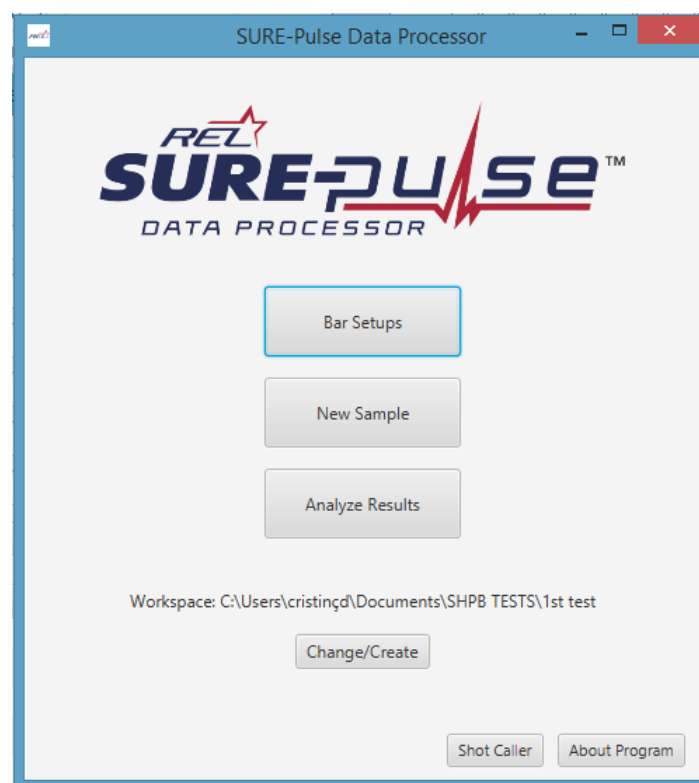 SURE-Pulse Data Processor
REL
SURE-pulse™
DATA PROCESSOR
Bar Setups
New Sample
Analyze Results
Workspace: C:\Users\cristinçd\Documents\SHPB TESTS\1st test
Change/Create
Shot Caller
About Program